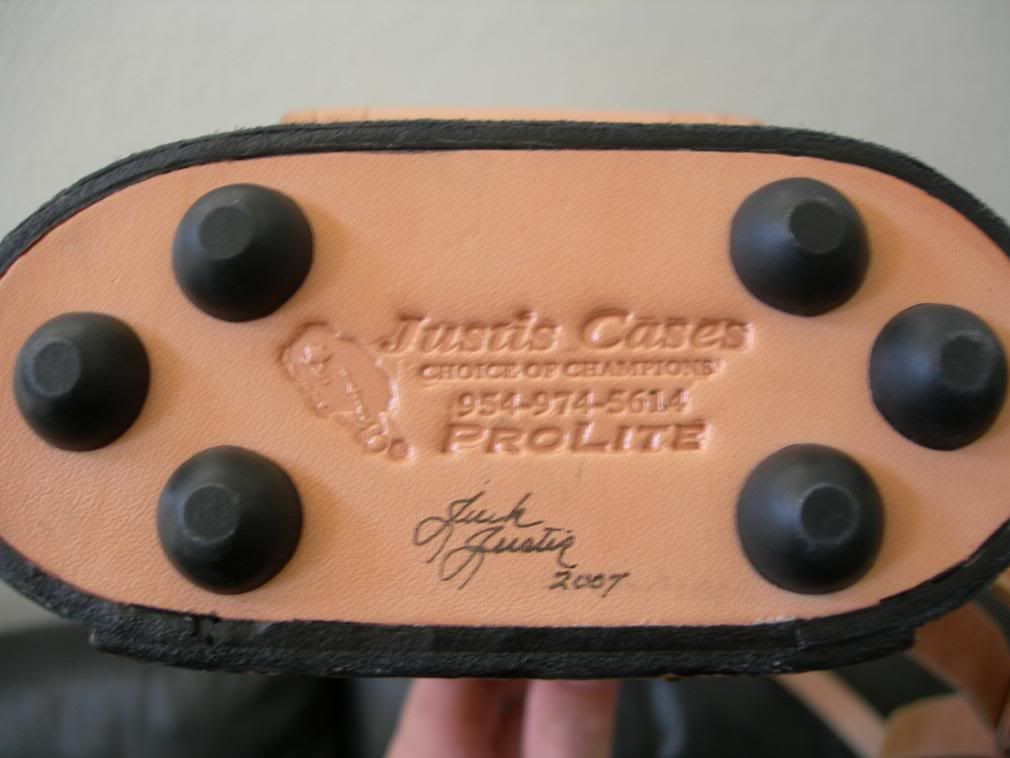 Justis Cases
CHOICE OF CHAMPIONS
954-974-5614
PROLITE
Jack
Justis
2007